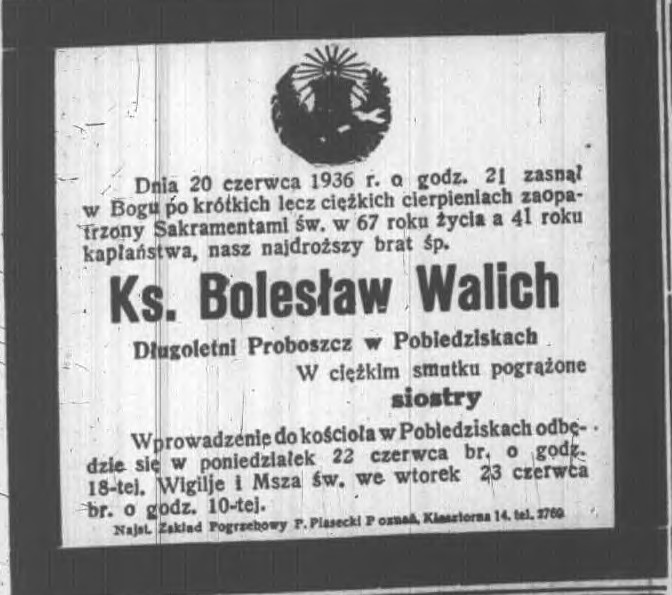 Dnia 20 czerwca 1936 r. o godz. 21 zasnął
w Bogu po krótkich lecz ciężkich cierpieniach zaopa-
trzony Sakramentami św. w 67 roku życia a 41 roku
kapłaństwa, nasz najdroższy brat śp.
Ks. Bolesław Walich
Długoletni Proboszcz w Pobiedziskach
W ciężkim smutku pogrążone
siostry
Wprowadzenie do kościoła w Pobiedziskach odbę-
dzie się w poniedziałek 22 czerwca br. o godz.
18-tej. Wigilje i Msza św. we wtorek 23 czerwca
br. o godz. 10-tej.
Najst. Zakład Pogrzebowy P. Piasecki Poznań, Klasztorna 14. tel. 2769